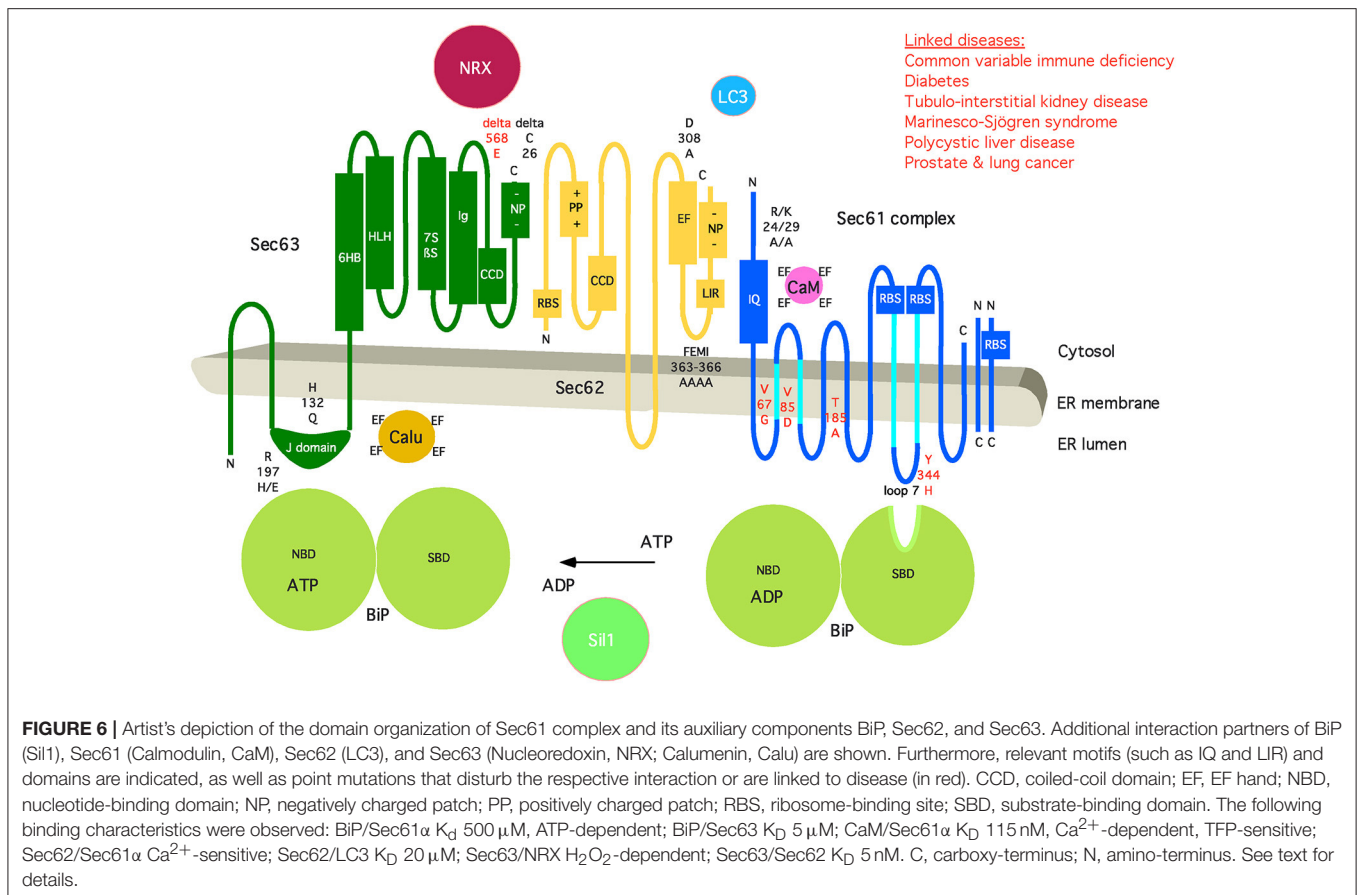 NRX
LC3
Linked diseases:
Common variable immune deficiency
Diabetes
Tubulo-interstitial kidney disease
Marinesco-Sjögren syndrome
Polycystic liver disease
Prostate & lung cancer
delta
568
E
delta
C
26
C
D
308
A
C
N
R/K
24/29
A/A
Sec61 complex
Sec63
6HB
HLH
7S
ßS
Ig
CCD
-
NP
-
RBS
N
+
PP
+
CCD
EF
-
NP
-
LIR
IQ
EF EF
CaM
EF EF
RBS
RBS
C
N N
RBS
Cytosol
ER membrane
ER lumen
Sec62
FEMI
363-366
AAAA
V
67
G
V
85
D
T
185
A
C
C
Y
344
H
loop 7
N
H
132
Q
J domain
R
197
H/E
EF EF
Calu
EF EF
NBD
ATP
SBD
BiP
ATP
ADP
Sil1
NBD
ADP
SBD
BiP
FIGURE 6 | Artist's depiction of the domain organization of Sec61 complex and its auxiliary components BiP, Sec62, and Sec63. Additional interaction partners of BiP
(Sil1), Sec61 (Calmodulin, CaM), Sec62 (LC3), and Sec63 (Nucleoredoxin, NRX; Calumenin, Calu) are shown. Furthermore, relevant motifs (such as IQ and LIR) and
domains are indicated, as well as point mutations that disturb the respective interaction or are linked to disease (in red). CCD, coiled-coil domain; EF, EF hand; NBD,
nucleotide-binding domain; NP, negatively charged patch; PP, positively charged patch; RBS, ribosome-binding site; SBD, substrate-binding domain. The following
binding characteristics were observed: BiP/Sec61α Kd 500 µM, ATP-dependent; BiP/Sec63 KD 5 µM; CaM/Sec61α KD 115 nM, Ca2+-dependent, TFP-sensitive;
Sec62/Sec61α Ca2+-sensitive; Sec62/LC3 KD 20 µM; Sec63/NRX H2O2-dependent; Sec63/Sec62 KD 5 nM. C, carboxy-terminus; N, amino-terminus. See text for
details.